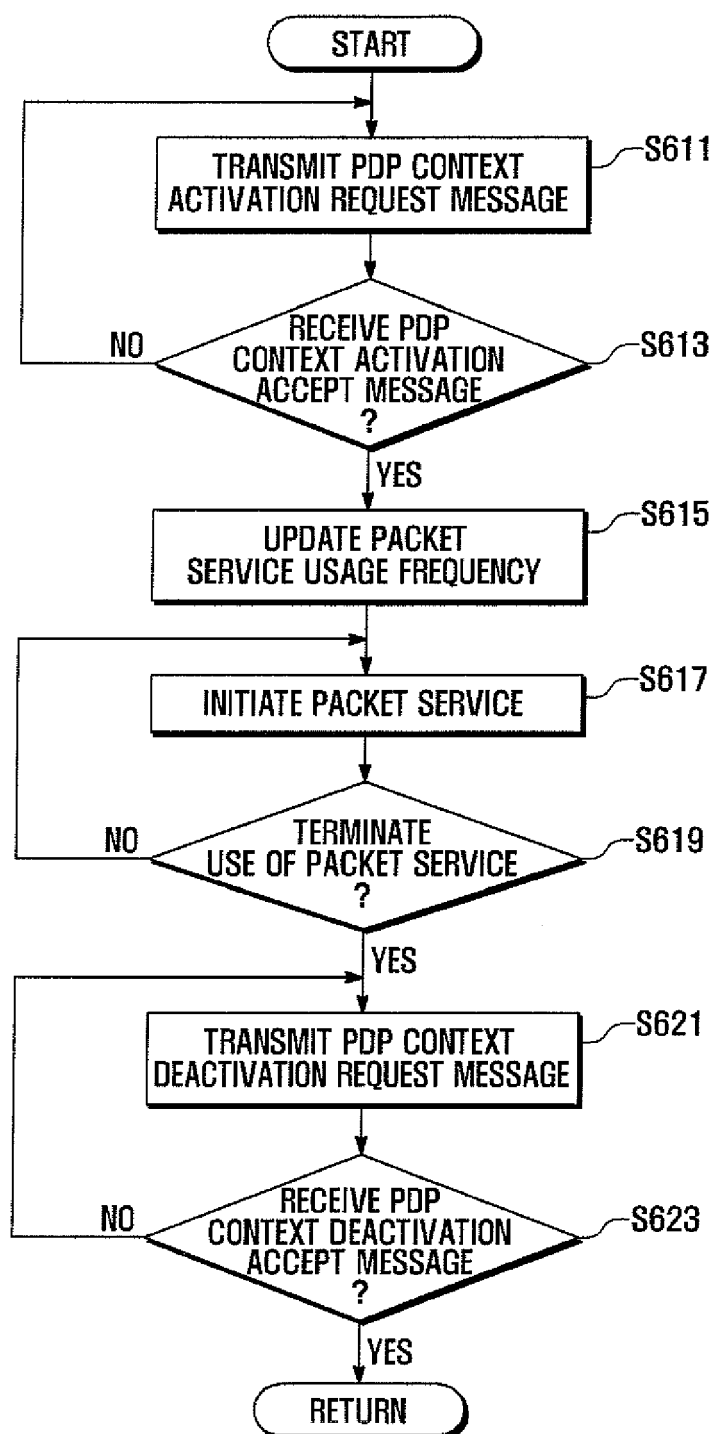 START
TRANSMIT PDP CONTEXT
ACTIVATION REQUEST MESSAGE
S611
RECEIVE PDP
CONTEXT ACTIVATION
ACCEPT MESSAGE
?
S613
NO
YES
UPDATE PACKET
SERVICE USAGE FREQUENCY
S615
INITIATE PACKET SERVICE
S617
TERMINATE
USE OF PACKET SERVICE
?
S619
NO
YES
TRANSMIT PDP CONTEXT
DEACTIVATION REQUEST MESSAGE
S621
RECEIVE PDP
CONTEXT DEACTIVATION
ACCEPT MESSAGE
?
S623
NO
YES
RETURN